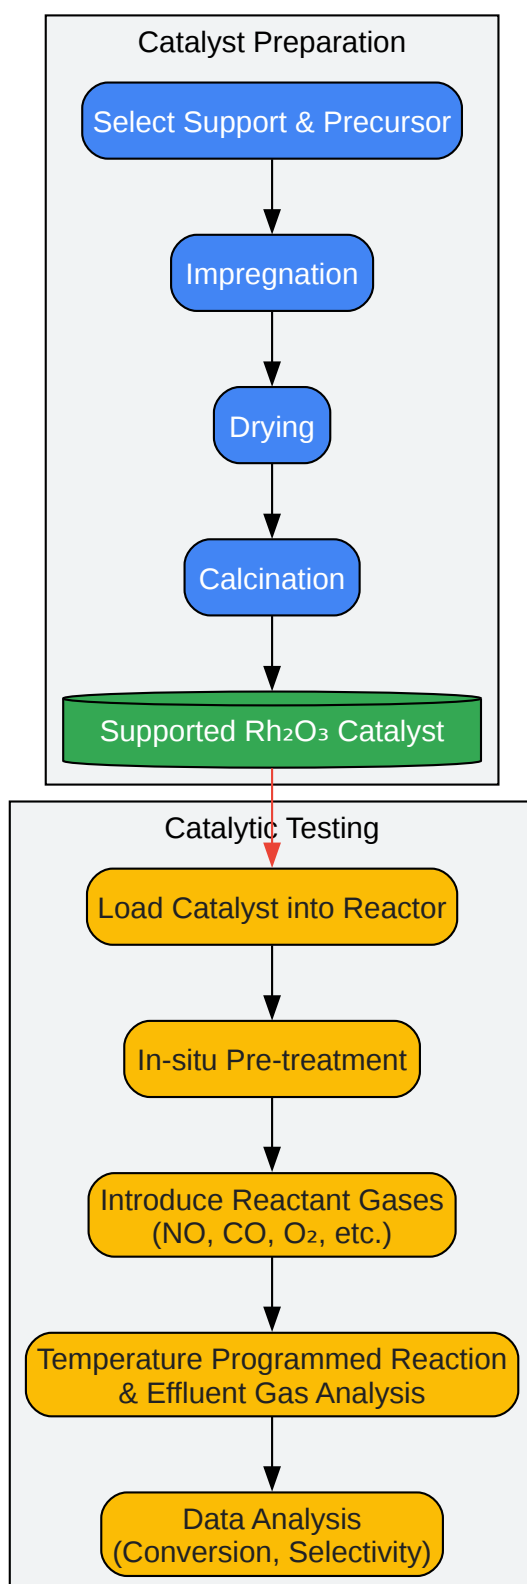 Catalyst Preparation
Select Support & Precursor
Impregnation
Drying
Calcination
Supported Rh₂O₃ Catalyst
Catalytic Testing
Load Catalyst into Reactor
In-situ Pre-treatment
Introduce Reactant Gases
(NO, CO, O₂, etc.)
Temperature Programmed Reaction
& Effluent Gas Analysis
Data Analysis
(Conversion, Selectivity)